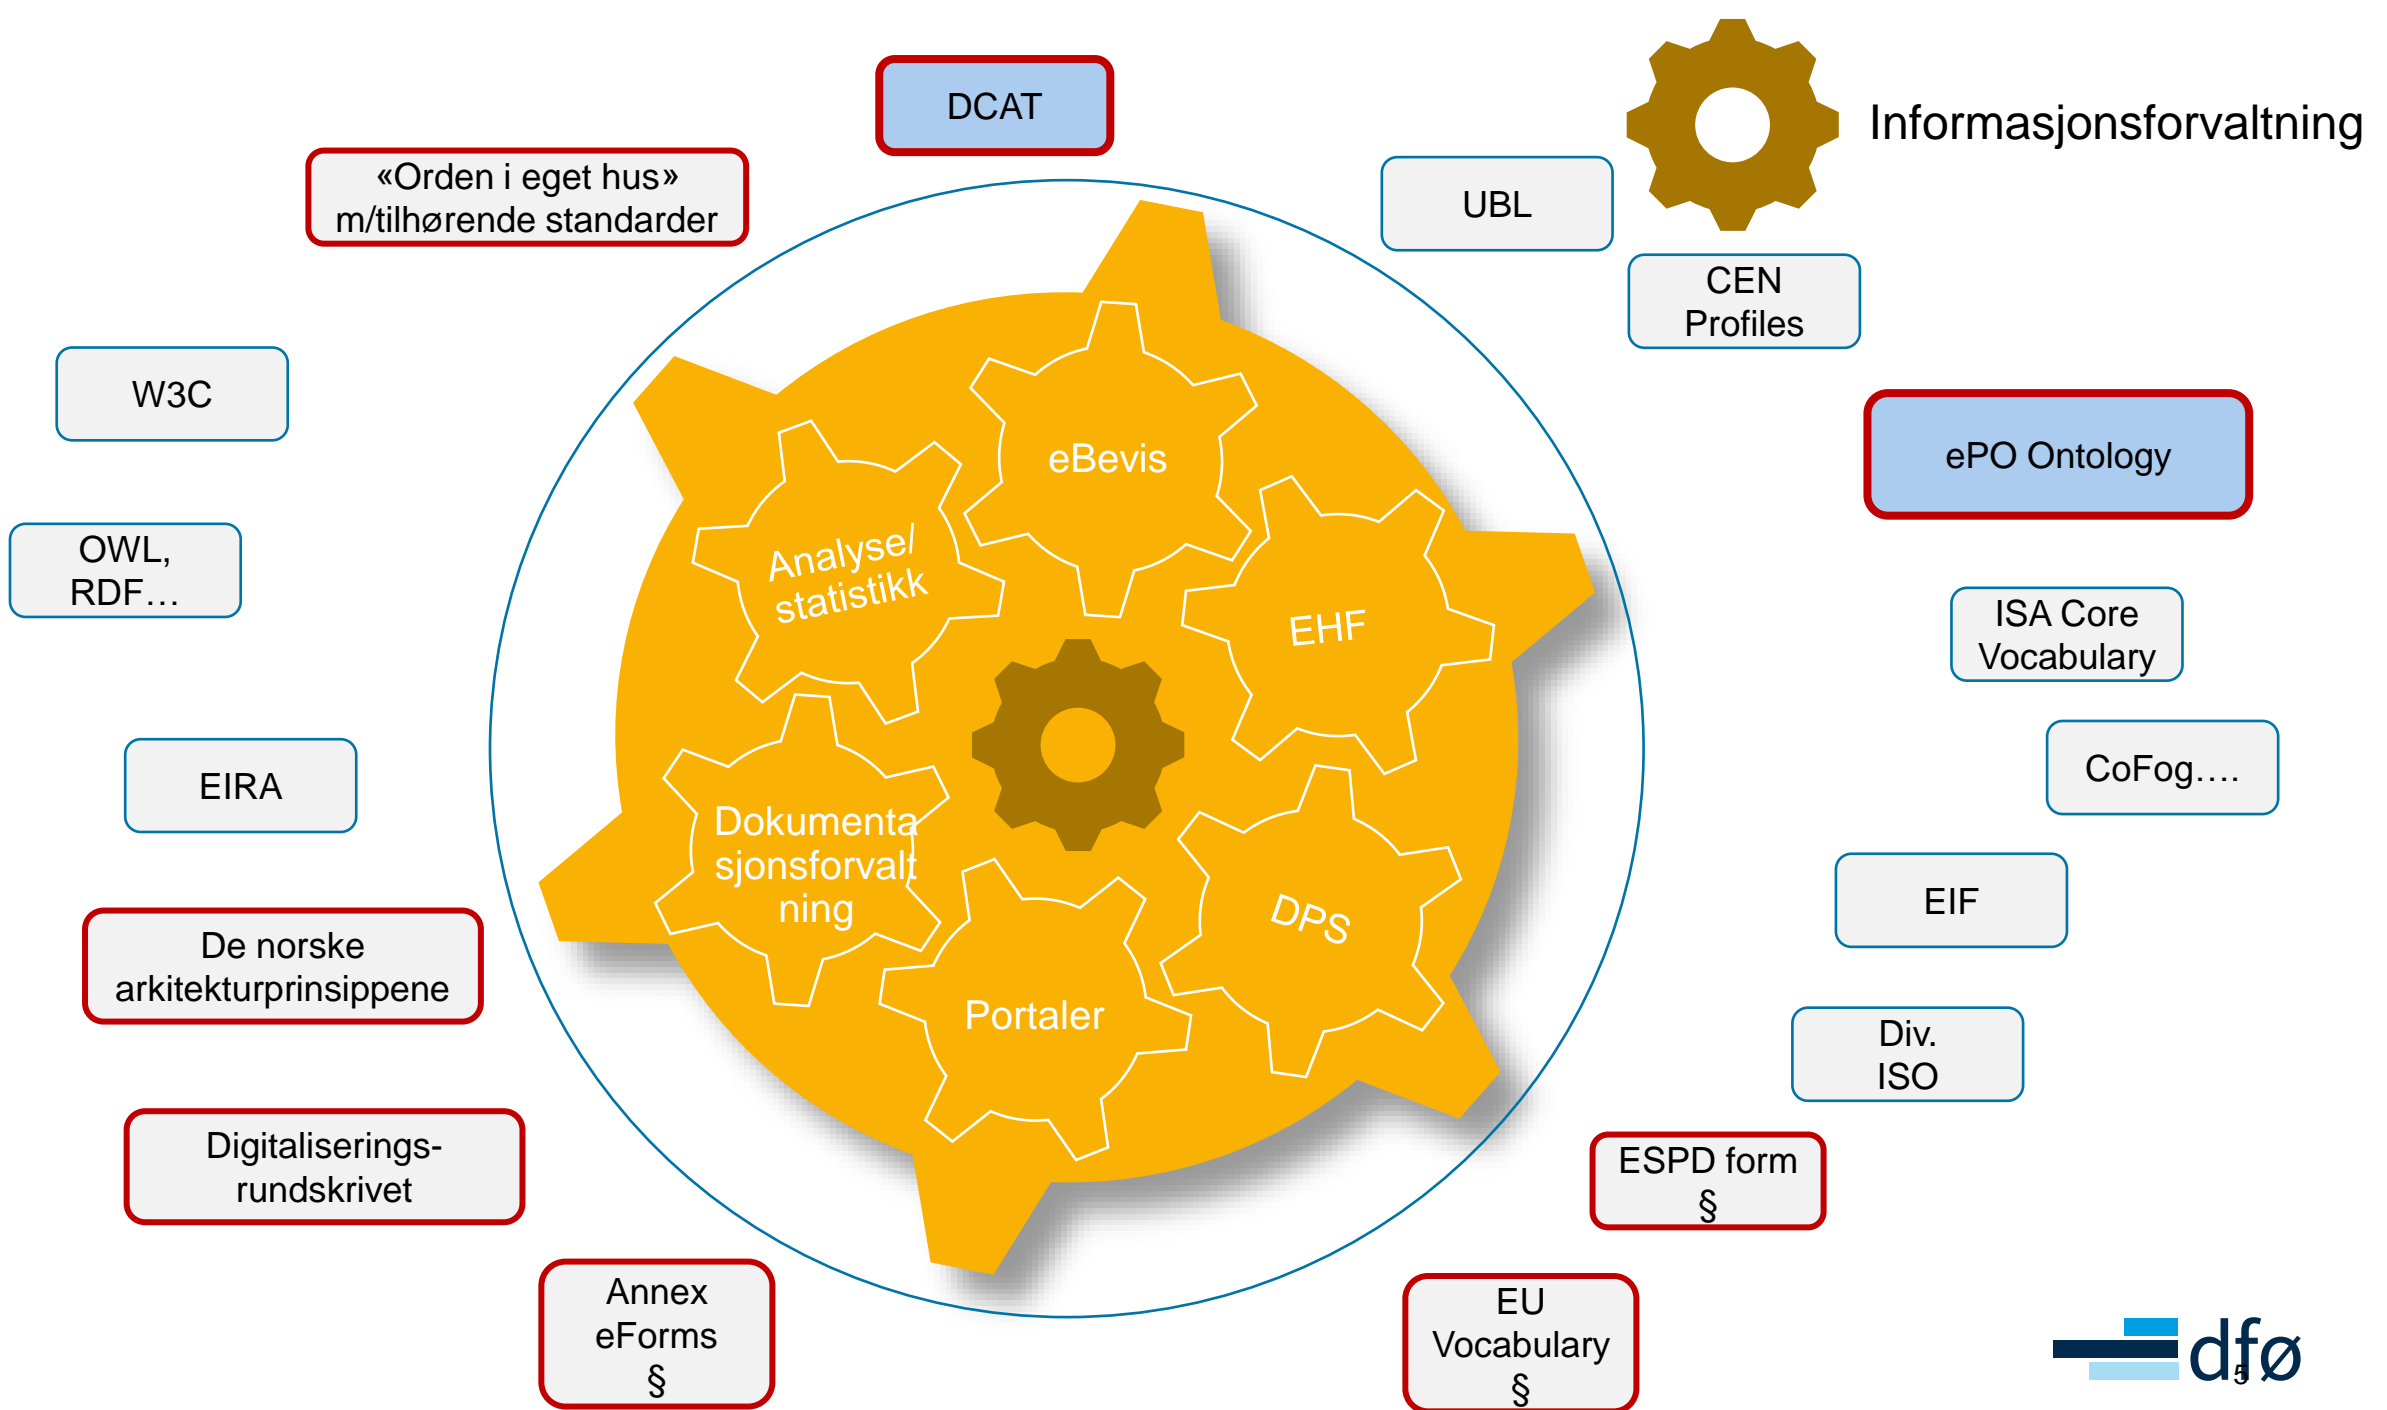 DCAT
Informasjonsforvaltning
«Orden i eget hus»
m/tilhørende standarder
UBL
CEN
Profiles
W3C
ePO Ontology
eBevis
OWL,
RDF…
Analyse/
statistikk
EHF
ISA Core
Vocabulary
EIRA
CoFog….
Dokumenta
sjonsforvalt
ning
DPS
EIF
De norske
arkitekturprinsippene
Portaler
Div.
ISO
Digitaliserings-
rundskrivet
ESPD form
§
Annex
eForms
§
EU
Vocabulary
§
dfø
5